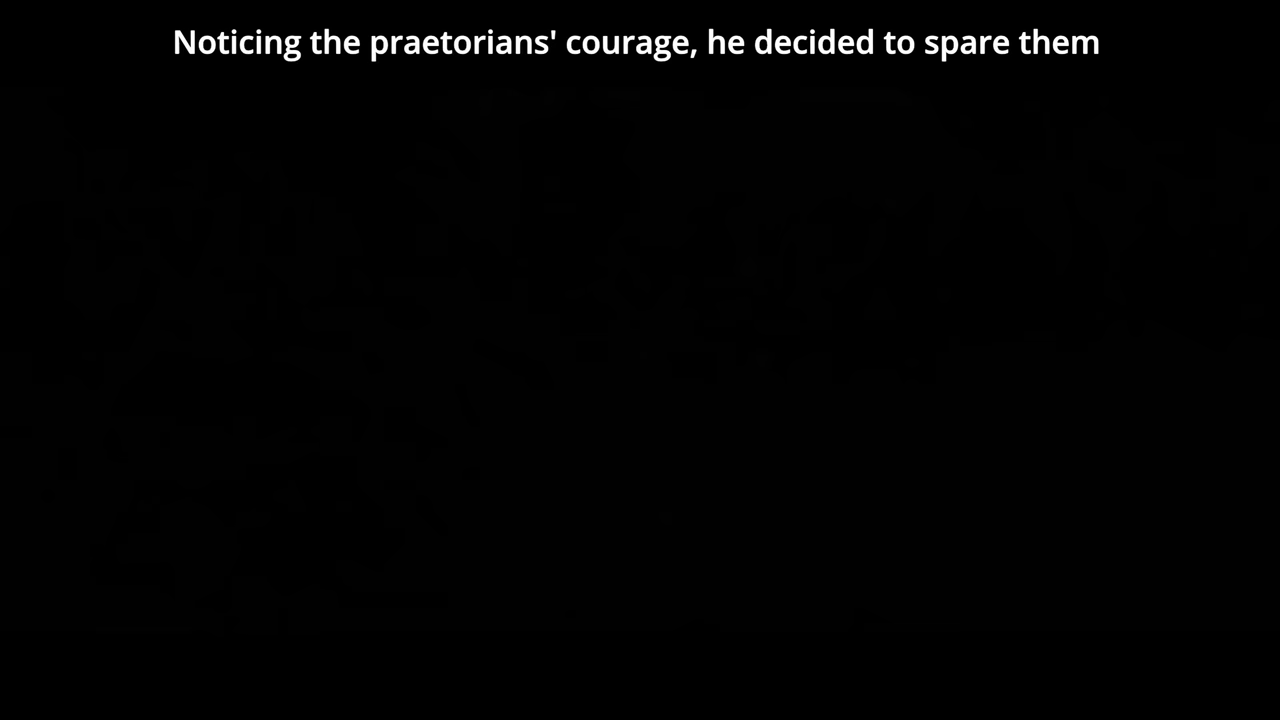 Noticing the praetorians' courage, he decided to spare them